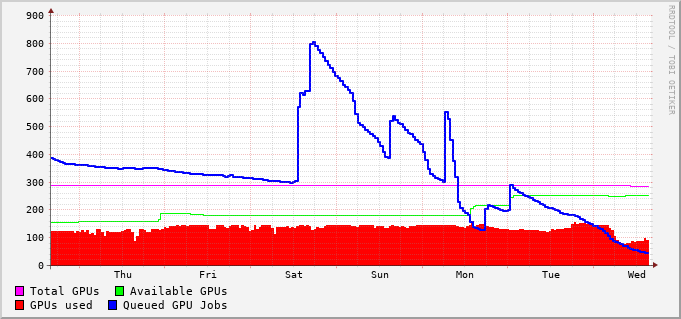 900
800
700
600
500
400
300
200
100
0
Thu Fri Sat Sun Mon Tue Wed
Total GPUs Available GPUs
GPUs used Queued GPU Jobs
RRDTOOL / TOBI OETIKER